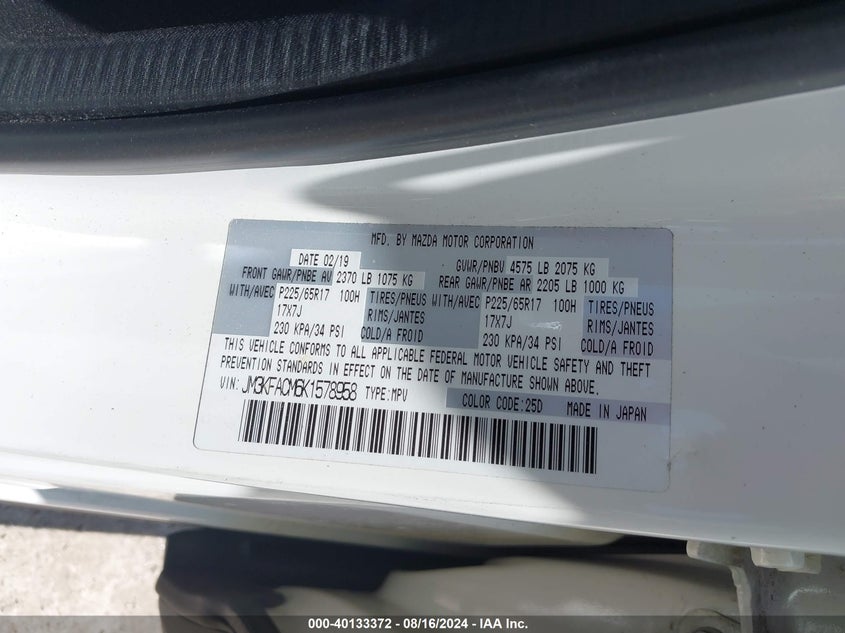 MFD. BY MAZDA MOTOR CORPORATION
DATE 02/19 GVWR/PNBV 4575 LB 2075 KG
FRONT GAWR/PNBE AV 2370 LB 1075 KG REAR GAWR/PNBE AR 2205 LB 1000 KG
WITH/AVEC P225/65R17 100H TIRES/PNEUS WITH/AVEC P225/65R17 100H TIRES/PNEUS
17X7J RIMS/JANTES 17X7J RIMS/JANTES
230 KPA/34 PSI COLD/A FROID 230 KPA/34 PSI COLD/A FROID
THIS VEHICLE CONFORMS TO ALL APPLICABLE FEDERAL MOTOR VEHICLE SAFETY AND THEFT
PREVENTION STANDARDS IN EFFECT ON THE DATE OF MANUFACTURE SHOWN ABOVE.
VIN: JM3KFACM6K1578958 TYPE:MPV
COLOR CODE:25D MADE IN JAPAN
000-40133372 - 08/16/2024 - IAA Inc.